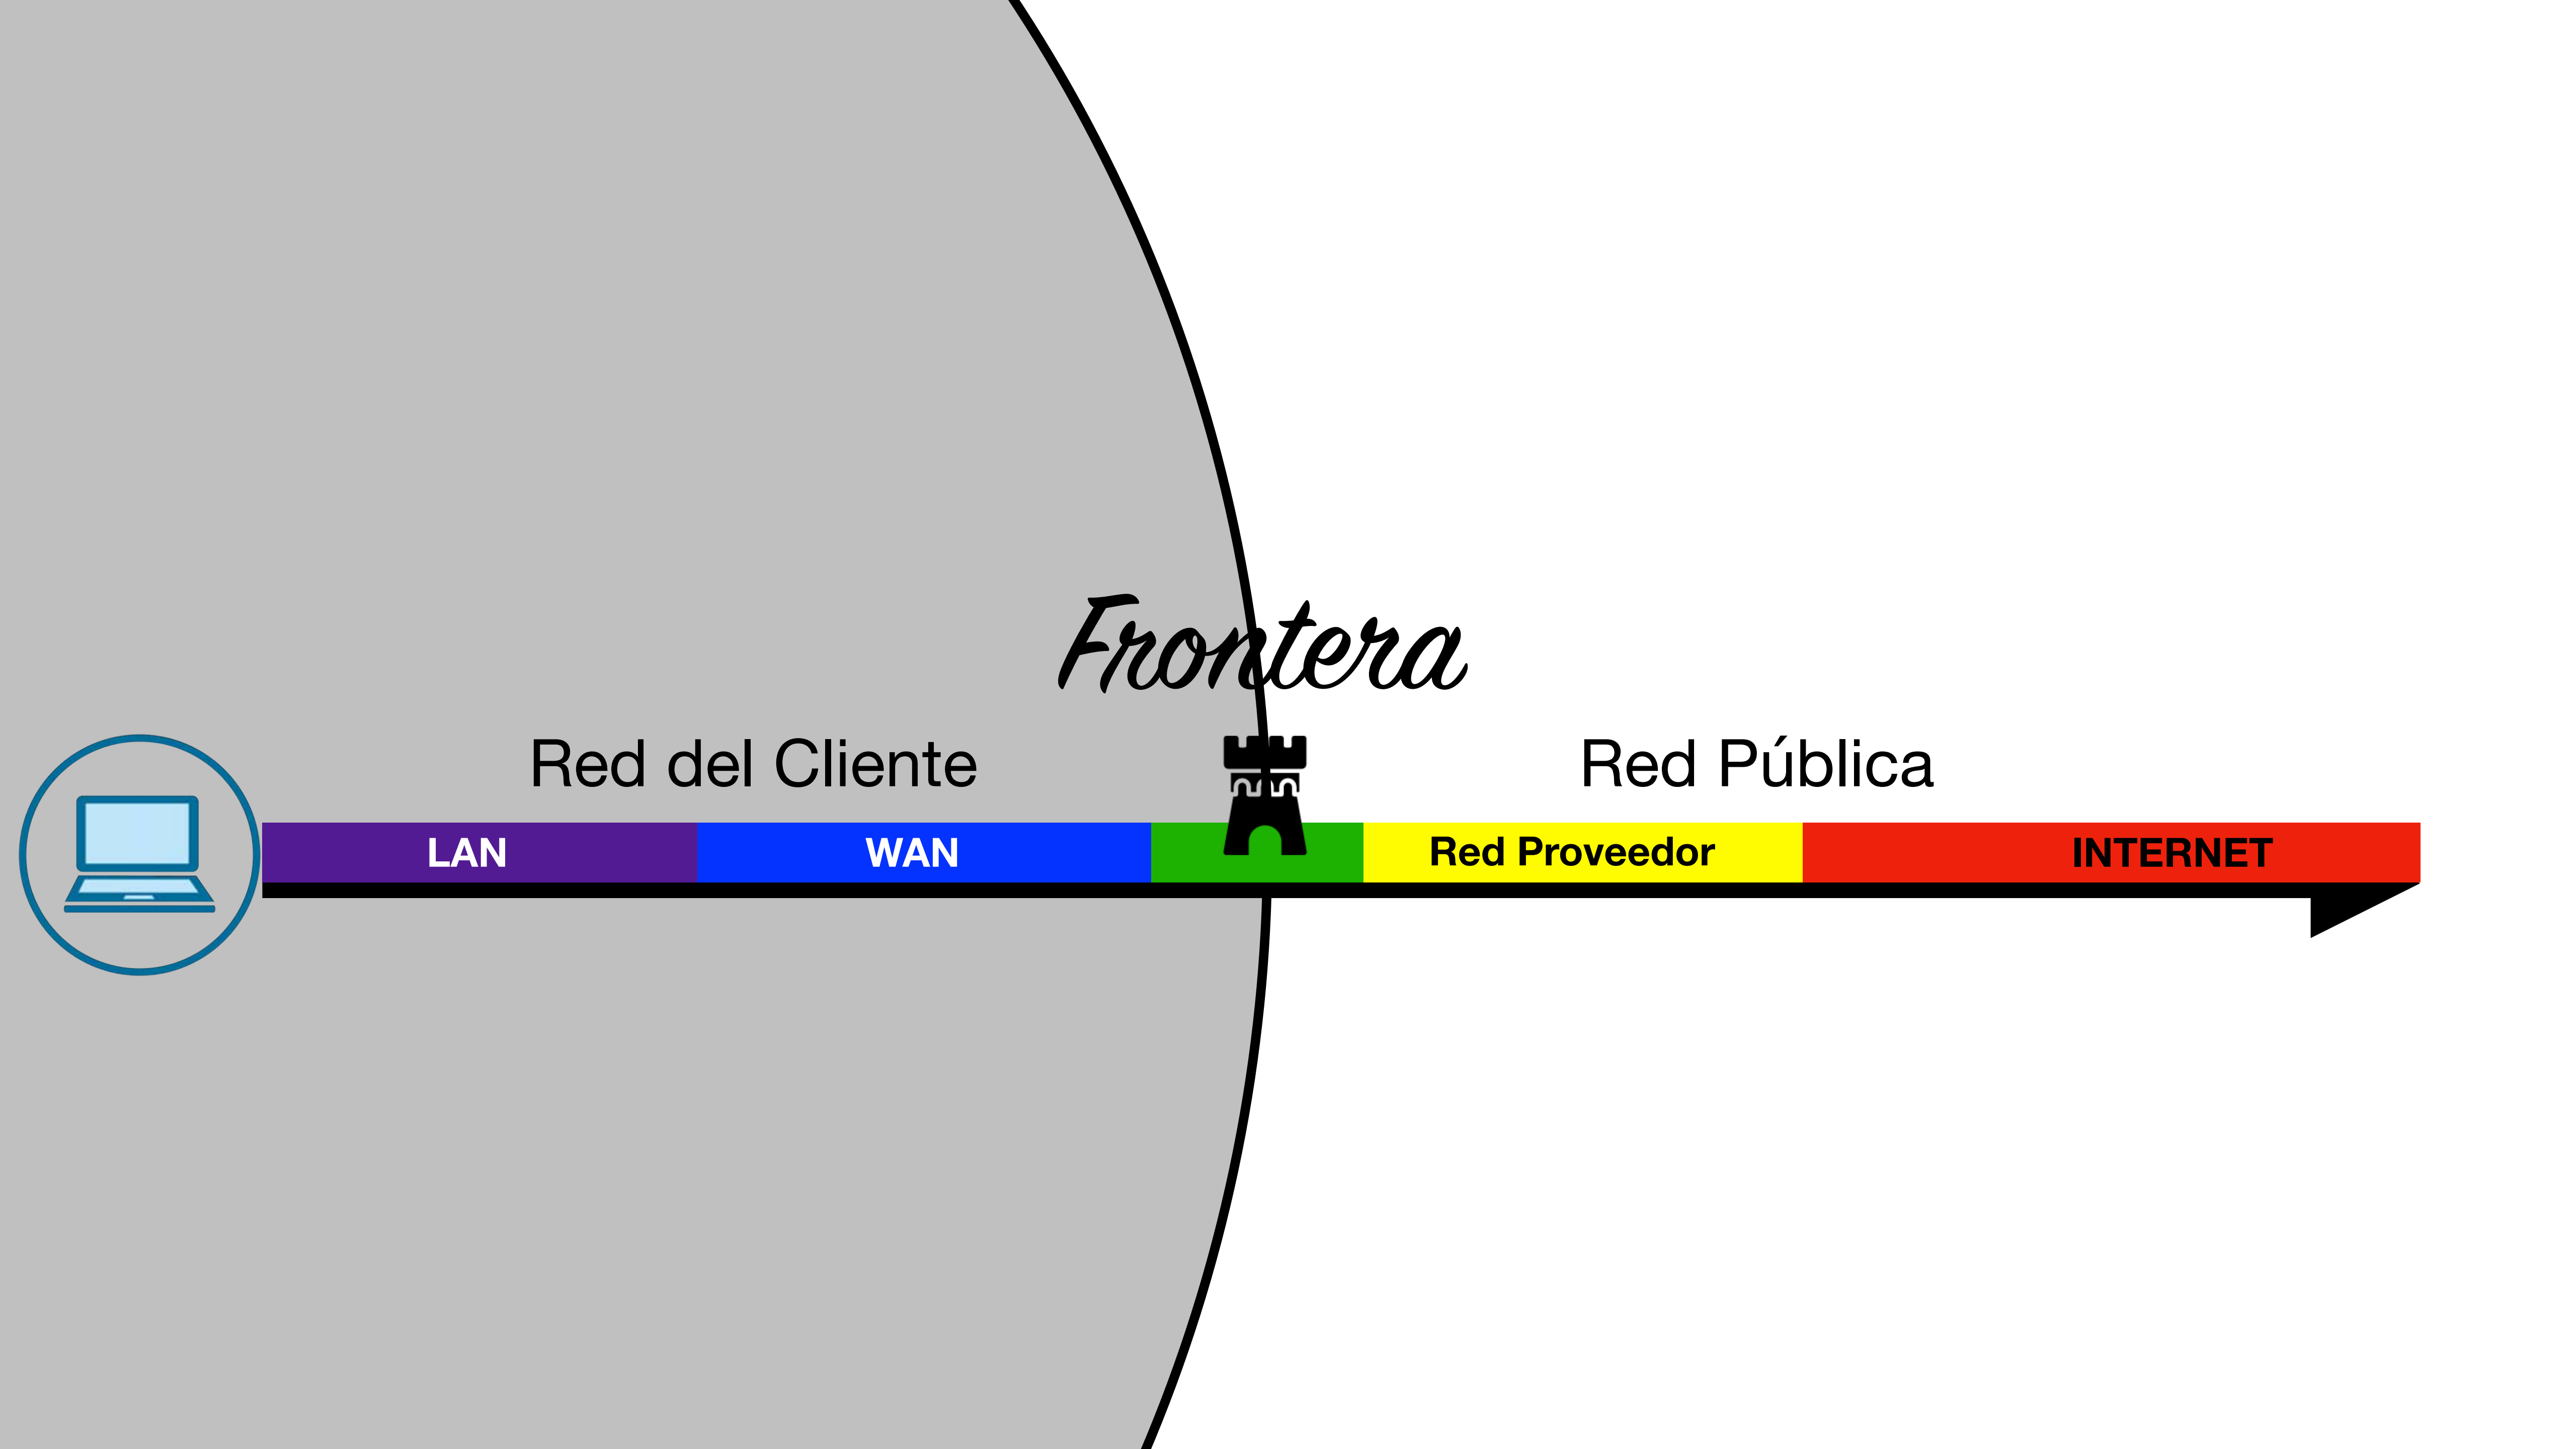 Frontera
Red del Cliente
Red Pública
LAN
WAN
Red Proveedor
INTERNET